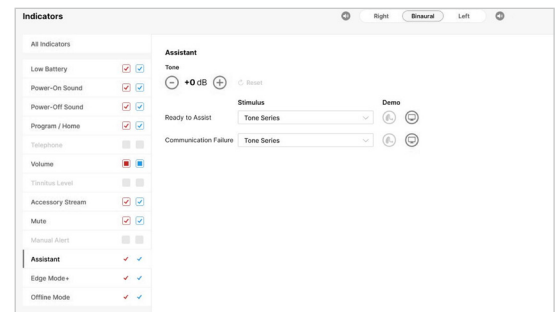 Indicators
Right Binaural Left
All Indicators
Low Battery
Power-On Sound
Power-Off Sound
Program / Home
Telephone
Volume
Tinnitus Level
Accessory Stream
Mute
Manual Alert
Assistant
Edge Mode+
Offline Mode
Assistant
Tone
+0 dB Reset
Stimulus Demo
Ready to Assist Tone Series
Communication Failure Tone Series